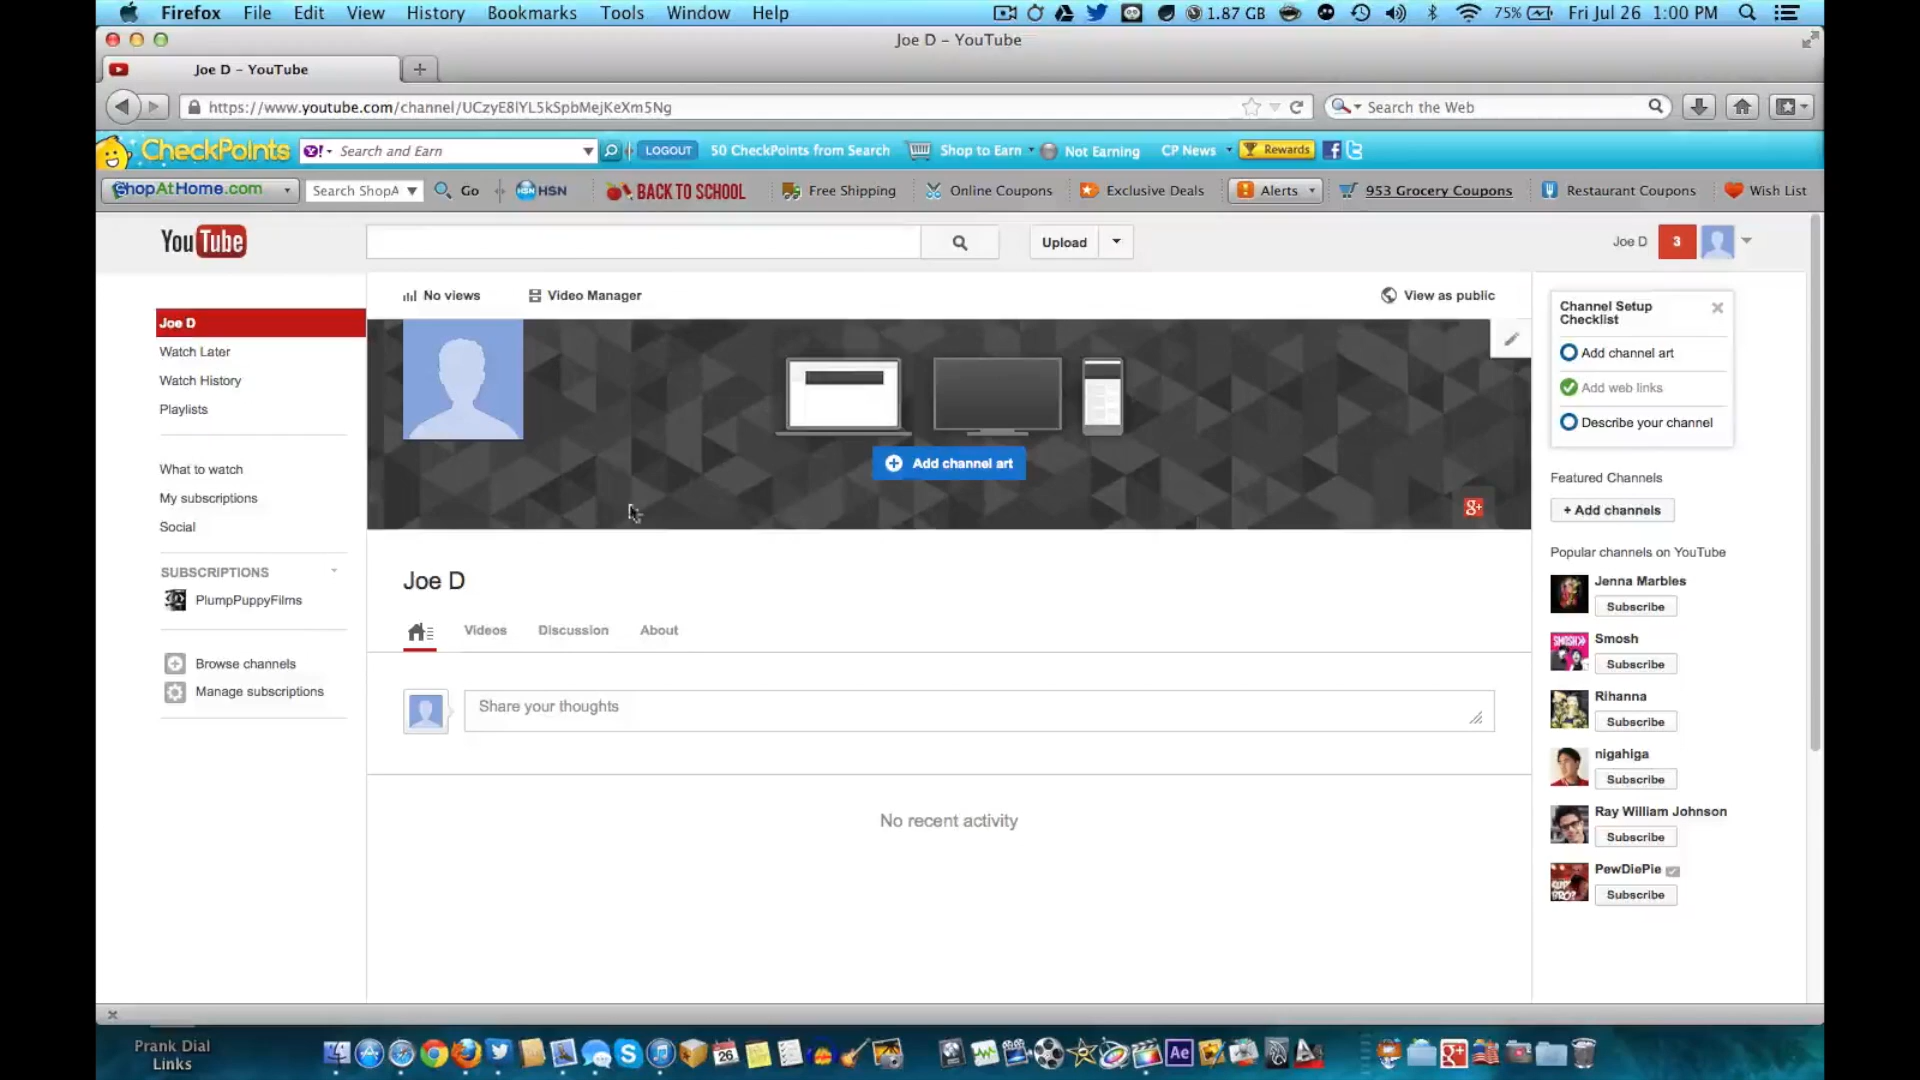 Firefox File Edit View History Bookmarks Tools Window Help 1.87 GB 75% Fri Jul 26 1:00 PM
Joe D – YouTube
Joe D – YouTube
https://www.youtube.com/channel/UCzyE8lYL5kSpbMejKeXm5Ng Search the Web
CheckPoints Y! Search and Earn LOGOUT 50 CheckPoints from Search Shop to Earn Not Earning CP News Rewards
ShopAtHome.com Search ShopA Go HSN BACK TO SCHOOL Free Shipping Online Coupons Exclusive Deals Alerts 953 Grocery Coupons Restaurant Coupons Wish List
YouTube Upload Joe D 3
No views Video Manager View as public
Joe D
Watch Later
Watch History
Playlists
What to watch
My subscriptions
Social
SUBSCRIPTIONS
PlumpPuppyFilms
Browse channels
Manage subscriptions
Add channel art
g+
Joe D
Videos Discussion About
Share your thoughts
No recent activity
Channel Setup
Checklist
Add channel art
Add web links
Describe your channel
Featured Channels
+ Add channels
Popular channels on YouTube
Jenna Marbles
Subscribe
SMOSH
Smosh
Subscribe
Rihanna
Subscribe
nigahiga
Subscribe
Ray William Johnson
Subscribe
PewDiePie
Subscribe
Prank Dial
Links
26
Ae
g+